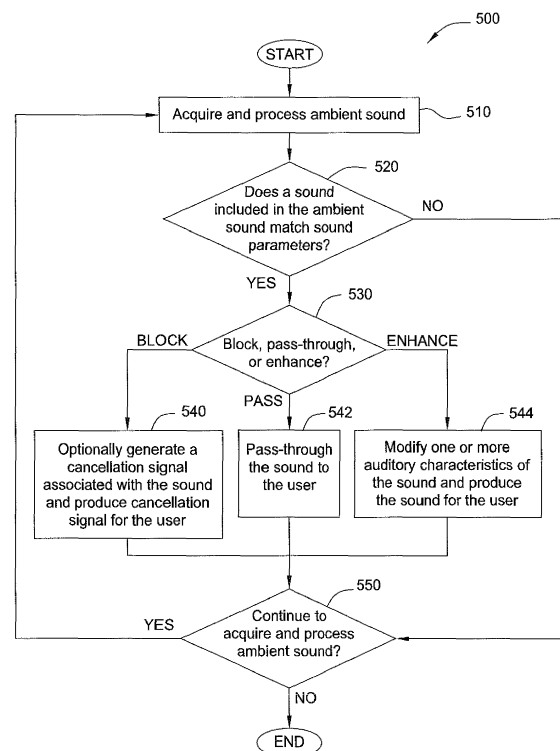 500
START
Acquire and process ambient sound
510
520
Does a sound
included in the ambient
sound match sound
parameters?
NO
YES
530
Block, pass-through,
or enhance?
BLOCK
ENHANCE
PASS
540
542
544
Optionally generate a
cancellation signal
associated with the sound
and produce cancellation
signal for the user
Pass-through
the sound to
the user
Modify one or more
auditory characteristics of
the sound and produce
the sound for the user
550
Continue to
acquire and process
ambient sound?
YES
NO
END